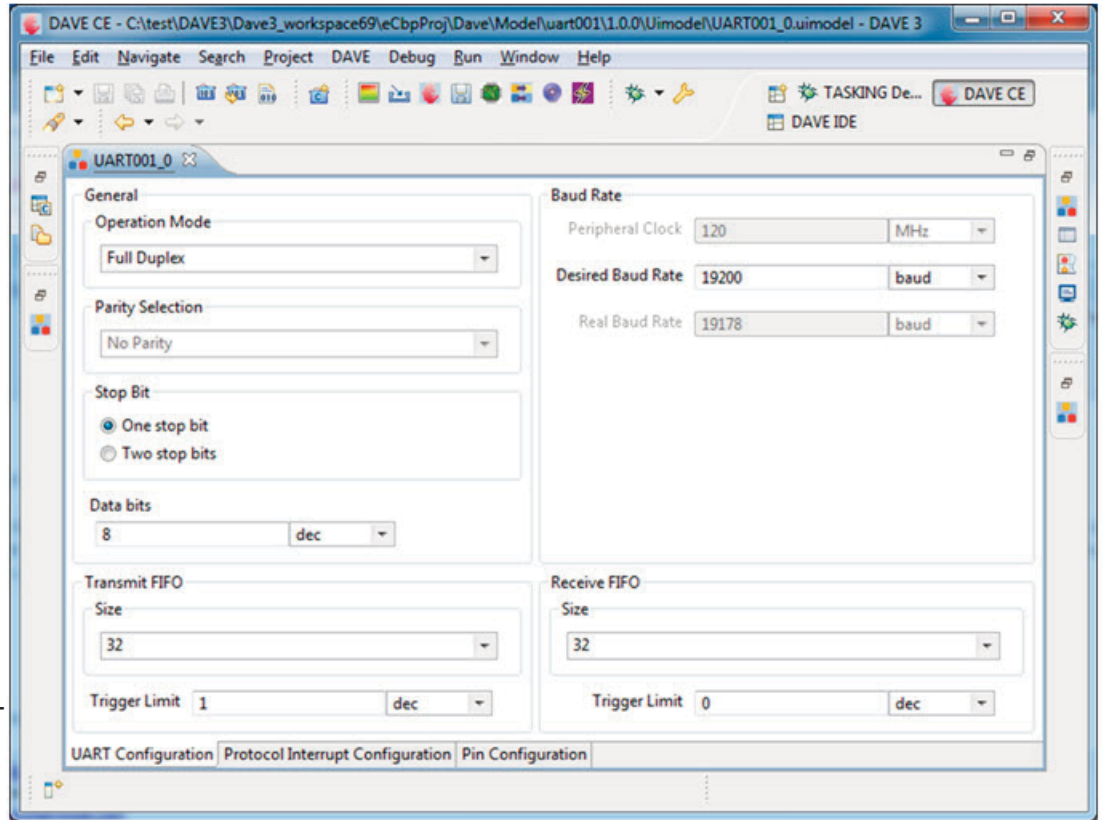 DAVE CE - C:\test\DAVE3\Dave3_workspace69\eCbpProj\Dave\Model\uart001\1.0.0\Uimodel\UART001_0.uimodel - DAVE 3
File Edit Navigate Search Project DAVE Debug Run Window Help
TASKING De... DAVE CE
DAVE IDE
UART001_0
General
Operation Mode
Full Duplex
Parity Selection
No Parity
Stop Bit
One stop bit
Two stop bits
Data bits
8 dec
Baud Rate
Peripheral Clock 120 MHz
Desired Baud Rate 19200 baud
Real Baud Rate 19178 baud
Transmit FIFO
Size
32
Trigger Limit 1 dec
Receive FIFO
Size
32
Trigger Limit 0 dec
UART Configuration Protocol Interrupt Configuration Pin Configuration